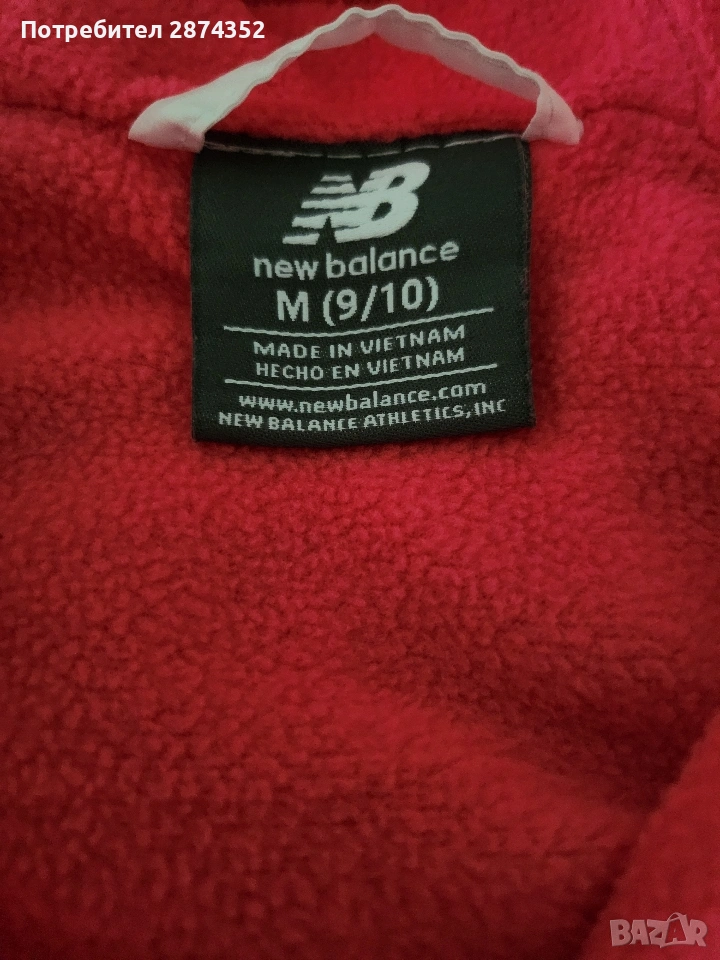 Потребител 2874352
NB
new balance
M (9/10)
MADE IN VIETNAM
HECHO EN VIETNAM
www.newbalance.com
NEW BALANCE ATHLETICS, INC
BAZAR